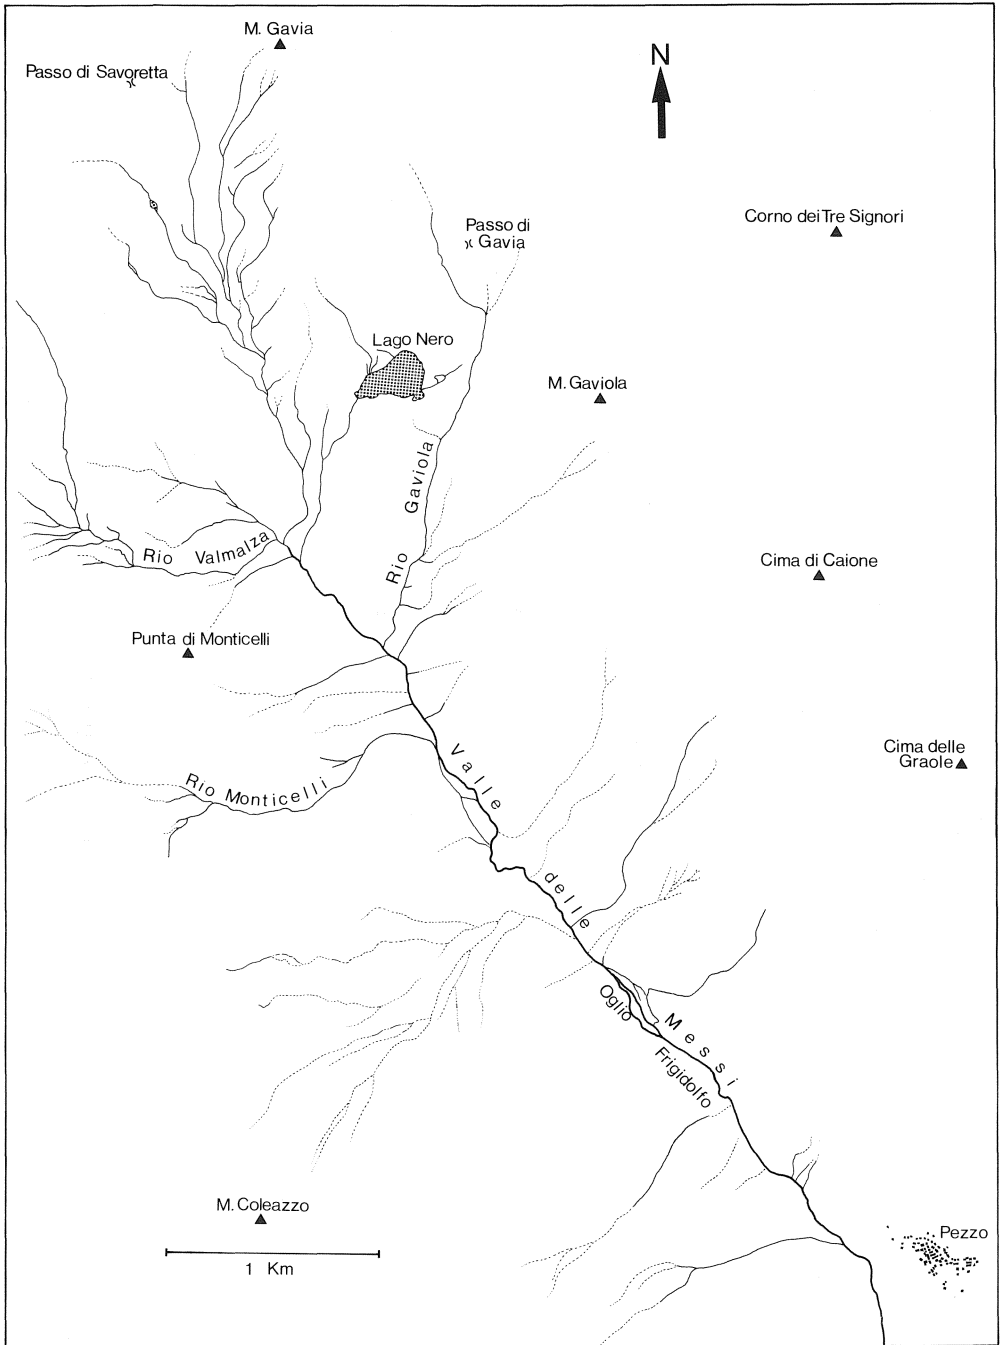 M. Gavia
Passo di Savoretta
N
Corno dei Tre Signori
Passo di
Gavia
Lago Nero
M. Gaviola
Rio Gaviola
Rio Valmalza
Cima di Caione
Punta di Monticelli
Cima delle
Graole
Rio Monticelli
Valle delle Messi
Oglio Frigidolfo
M. Coleazzo
Pezzo
1 Km